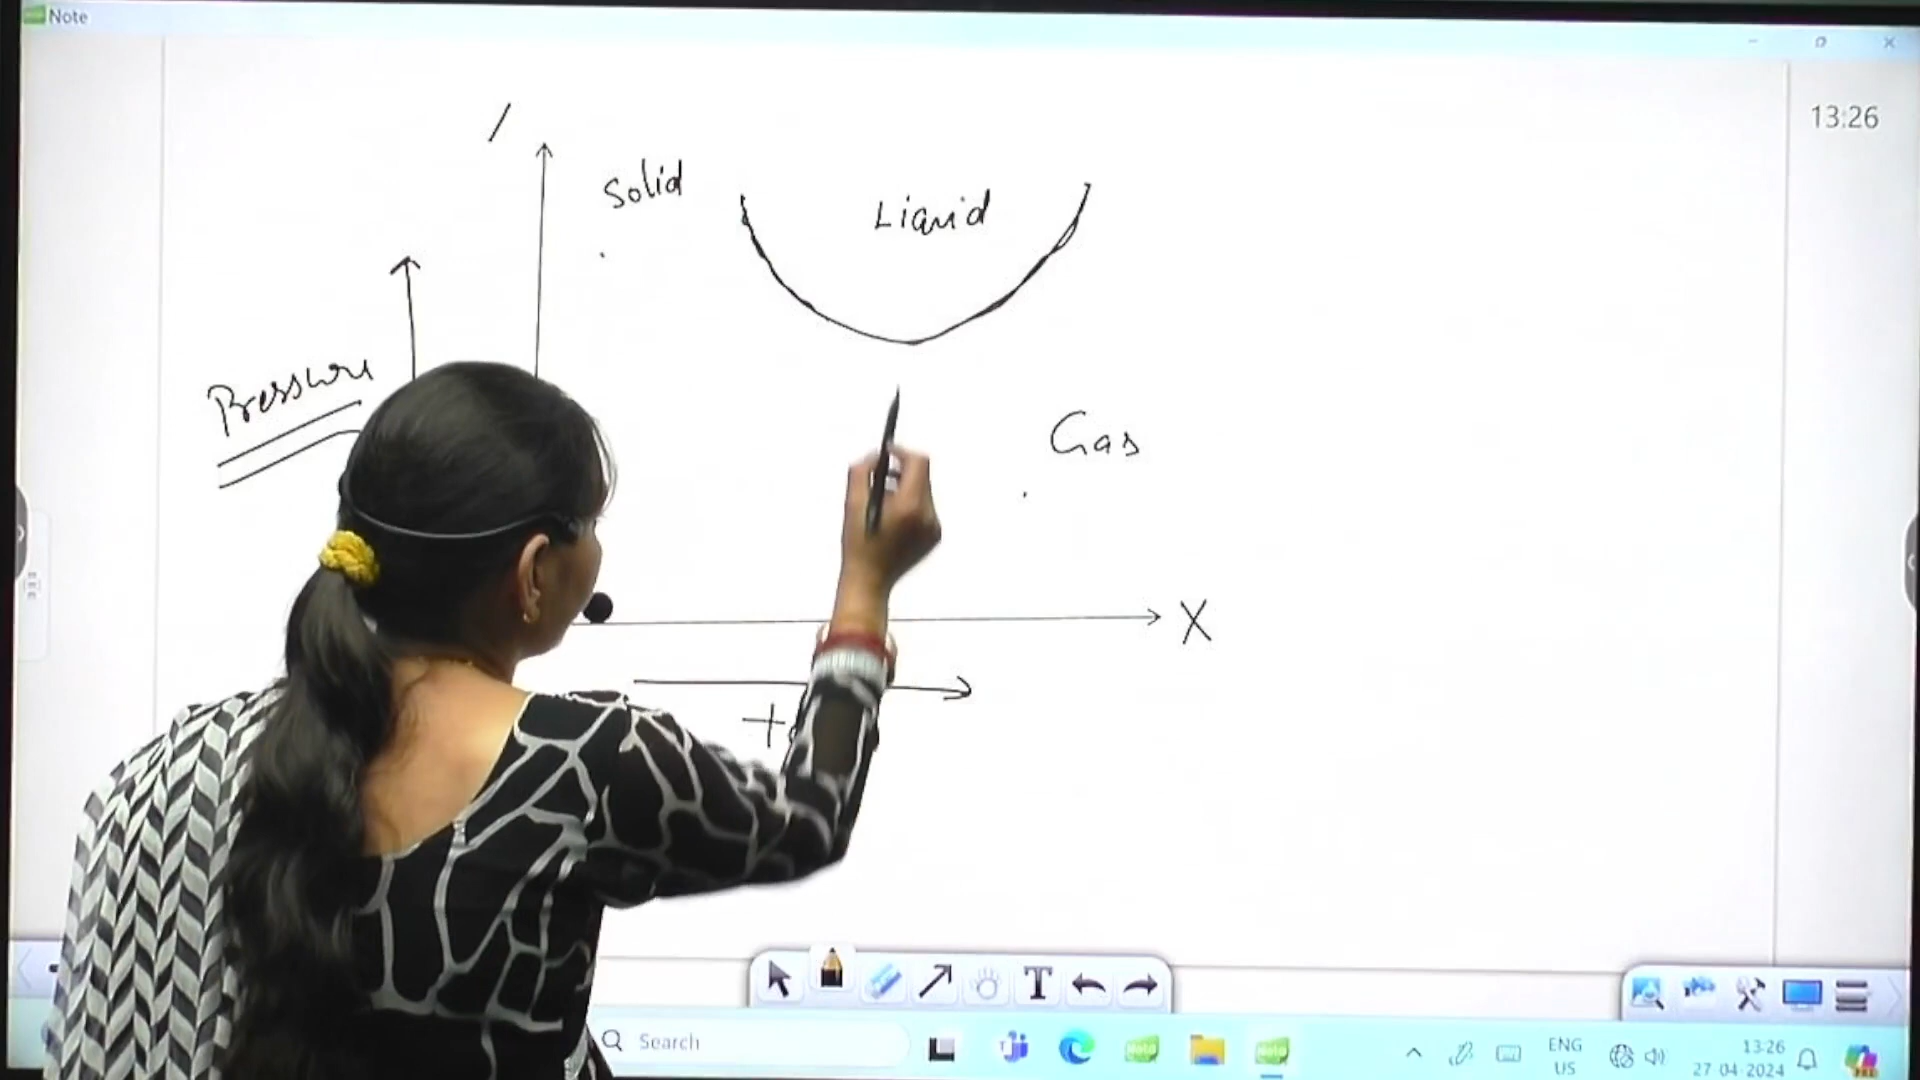 Note
13:26
Solid
Liquid
Pressure
Gas
X
Search
ENG
US
13:26
27-04-2024